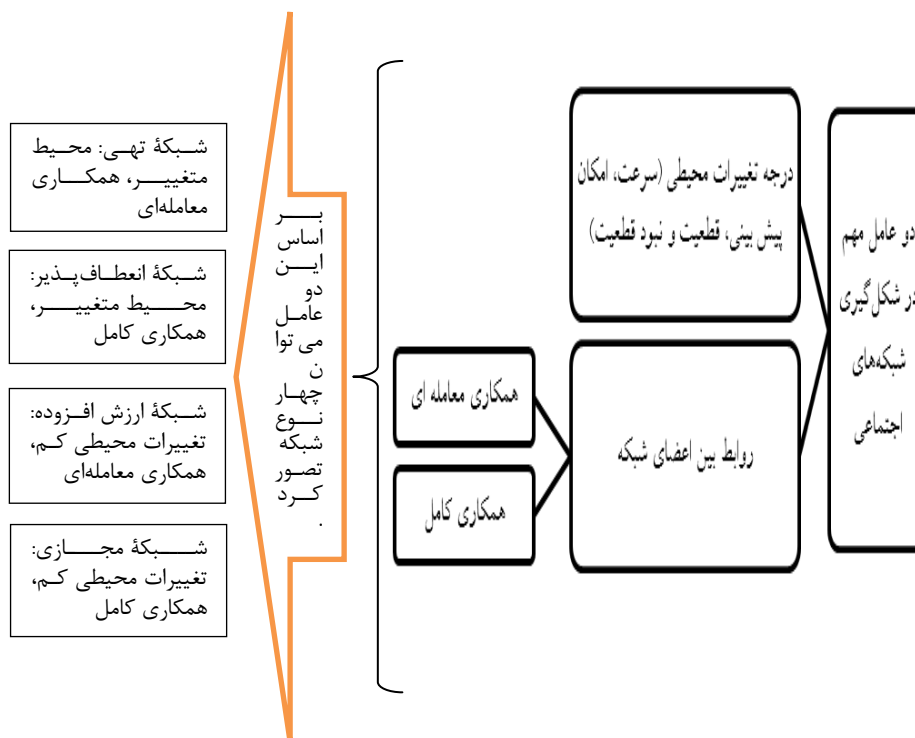 دو عامل مهم
در شکل‌گیری
شبکه‌های
اجتماعی
درجه تغییرات محیطی (سرعت، امکان
پیش بینی، قطعیت و نبود قطعیت)
روابط بین اعضای شبکه
همکاری معامله ای
همکاری کامل
بر
اساس
این
دو
عامل
می توا
ن
چهار
نوع
شبکه
تصور
کرد
.
شبکهٔ تهی: محیط
متغییر، همکاری
معامله‌ای
شبکهٔ انعطاف‌پذیر:
محیط متغییر،
همکاری کامل
شبکهٔ ارزش افزوده:
تغییرات محیطی کم،
همکاری معامله‌ای
شبکهٔ مجازی:
تغییرات محیطی کم،
همکاری کامل